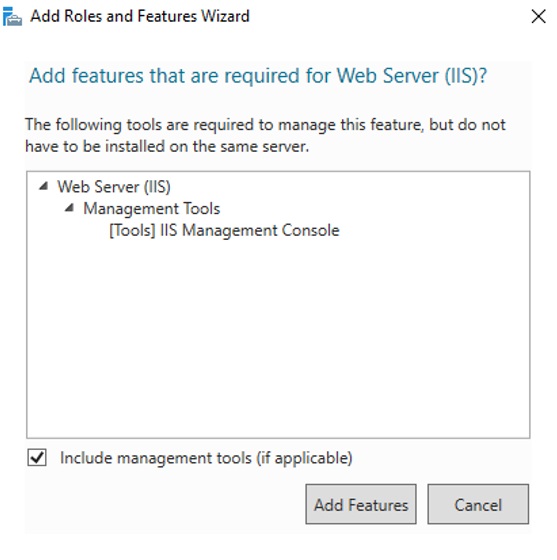 Add Roles and Features Wizard
Add features that are required for Web Server (IIS)?
The following tools are required to manage this feature, but do not
have to be installed on the same server.
Web Server (IIS)
Management Tools
[Tools] IIS Management Console
Include management tools (if applicable)
Add Features
Cancel